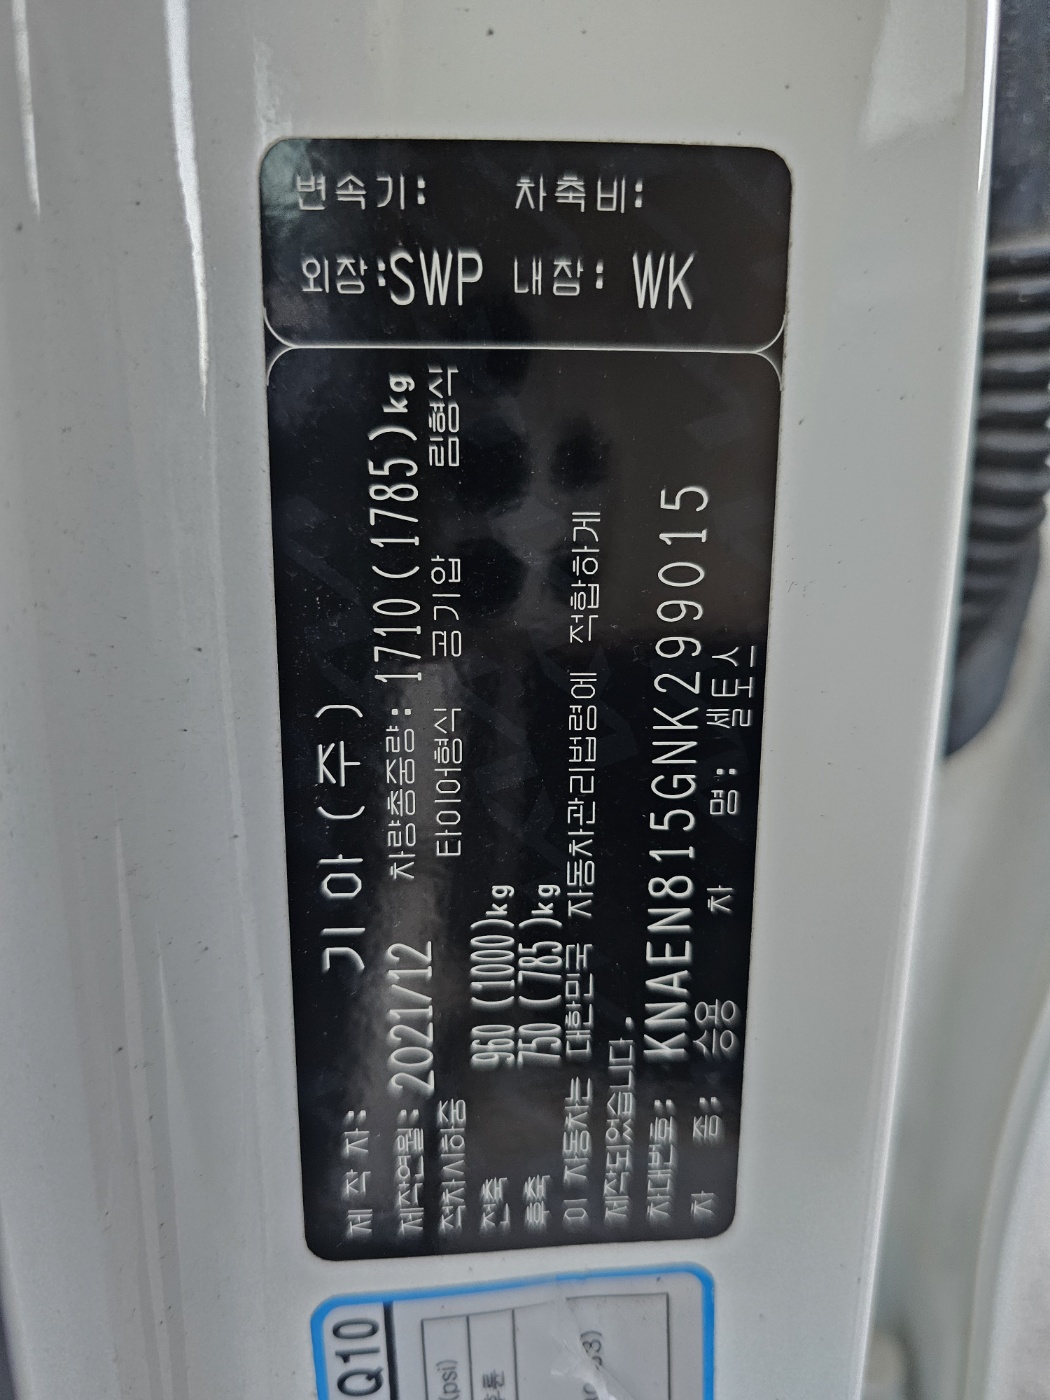 변속기: 차축비:
외장:SWP 내장: WK
제 작 자: 기아(주)
제작연월: 2021/12 차량총중량: 1710(1785)kg
적차시하중 타이어형식 공기압 림형식
전축 960(1000)kg
후축 750( 785)kg
이 자동차는 대한민국 자동차관리법령에 적합하게
제작되었습니다.
차대번호: KNAEN815GNK299015
차 종: 승용 차 명: 셀토스
Q10
(psi)